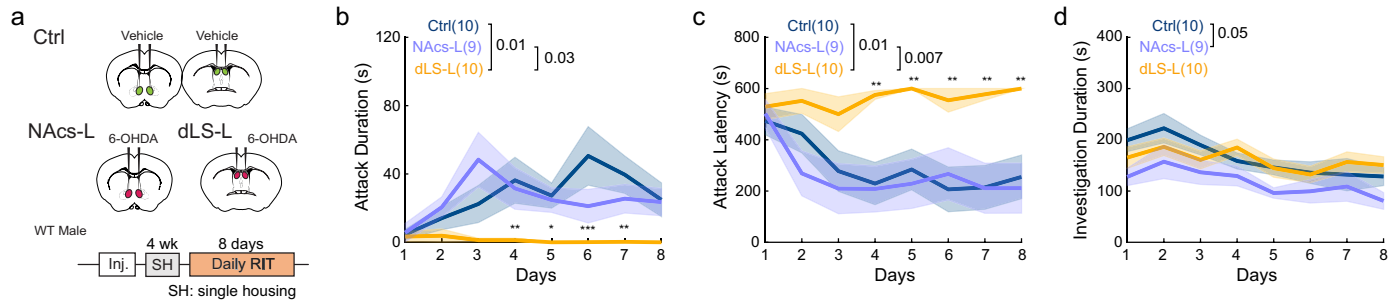 a
Ctrl
Vehicle
Vehicle
NAcs-L
dLS-L
6-OHDA
6-OHDA
WT Male
4 wk
8 days
Inj.
SH
Daily RIT
SH: single housing
b
Ctrl(10)
NAcs-L(9)
dLS-L(10)
0.01
0.03
Attack Duration (s)
120
80
40
0
** * *** **
1 2 3 4 5 6 7 8
Days
c
Ctrl(10)
NAcs-L(9)
dLS-L(10)
0.01
0.007
Attack Latency (s)
800
600
400
200
0
** ** ** ** **
1 2 3 4 5 6 7 8
Days
d
Ctrl(10)
NAcs-L(9)
dLS-L(10)
0.05
Investigation Duration (s)
400
300
200
100
0
1 2 3 4 5 6 7 8
Days